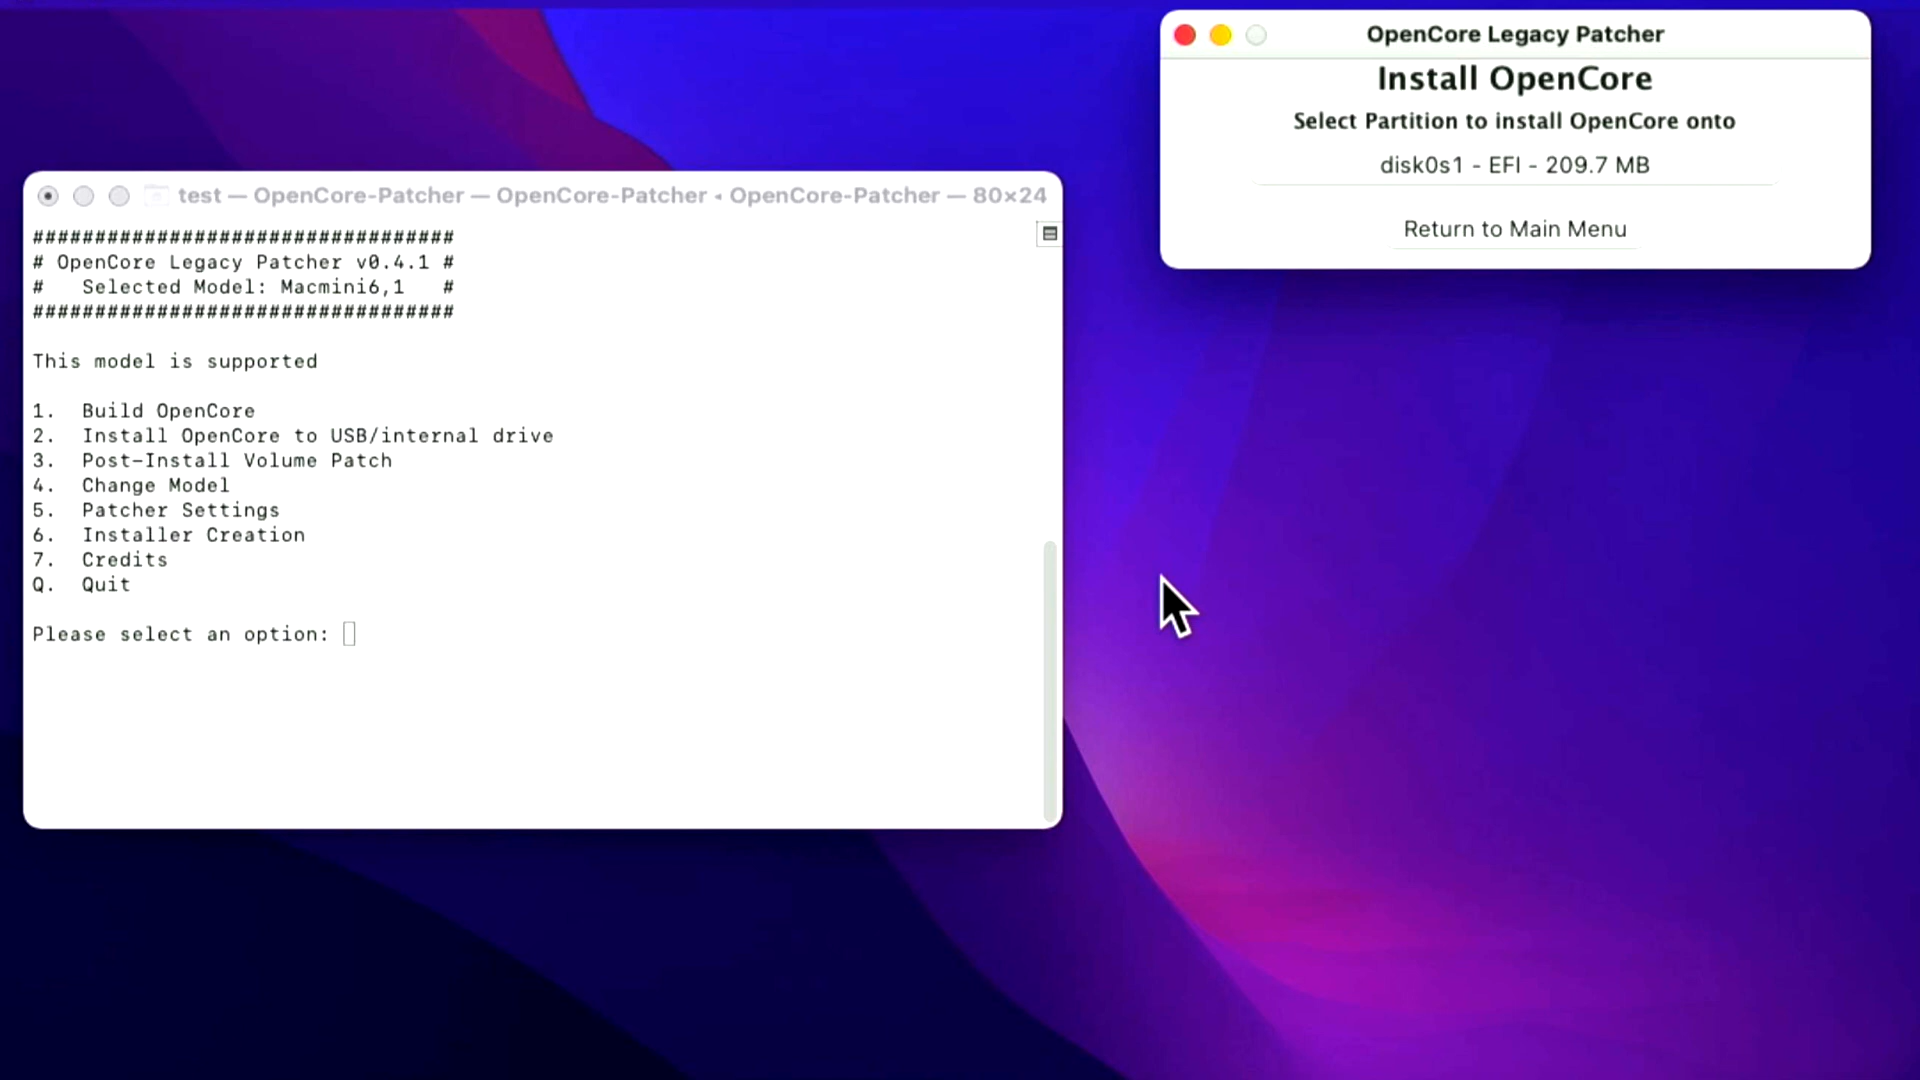 test — OpenCore-Patcher — OpenCore-Patcher ◂ OpenCore-Patcher — 80×24
##################################
# OpenCore Legacy Patcher v0.4.1 #
#   Selected Model: Macmini6,1   #
##################################
This model is supported
1.  Build OpenCore
2.  Install OpenCore to USB/internal drive
3.  Post-Install Volume Patch
4.  Change Model
5.  Patcher Settings
6.  Installer Creation
7.  Credits
Q.  Quit
Please select an option:
OpenCore Legacy Patcher
Install OpenCore
Select Partition to install OpenCore onto
disk0s1 - EFI - 209.7 MB
Return to Main Menu